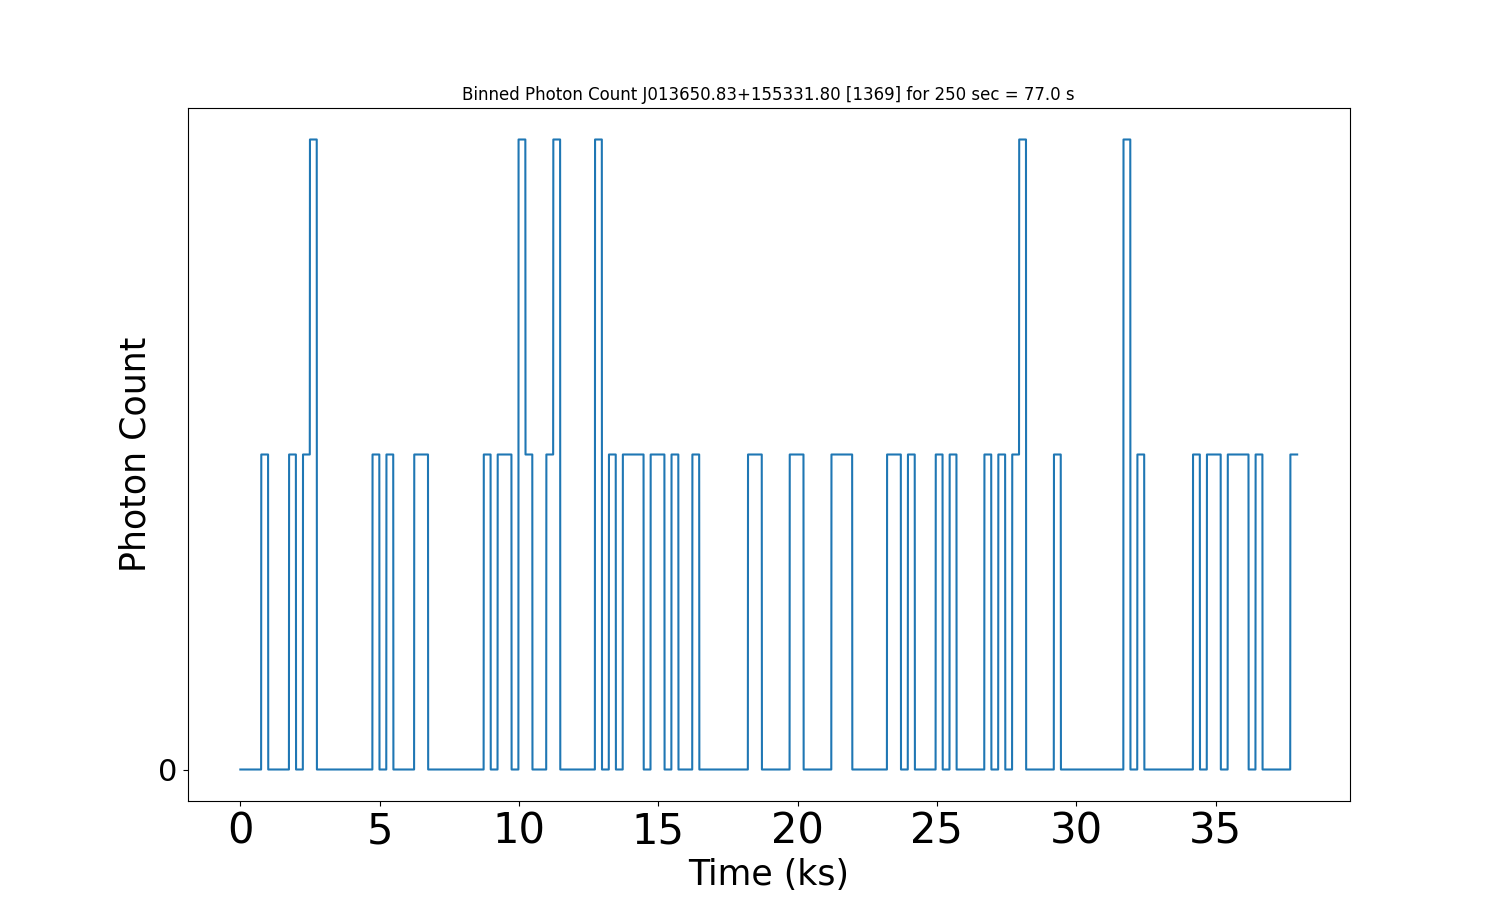 Binned Photon Count J013650.83+155331.80 [1369] for 250 sec = 77.0 s
Photon Count
0
0 5 10 15 20 25 30 35
Time (ks)